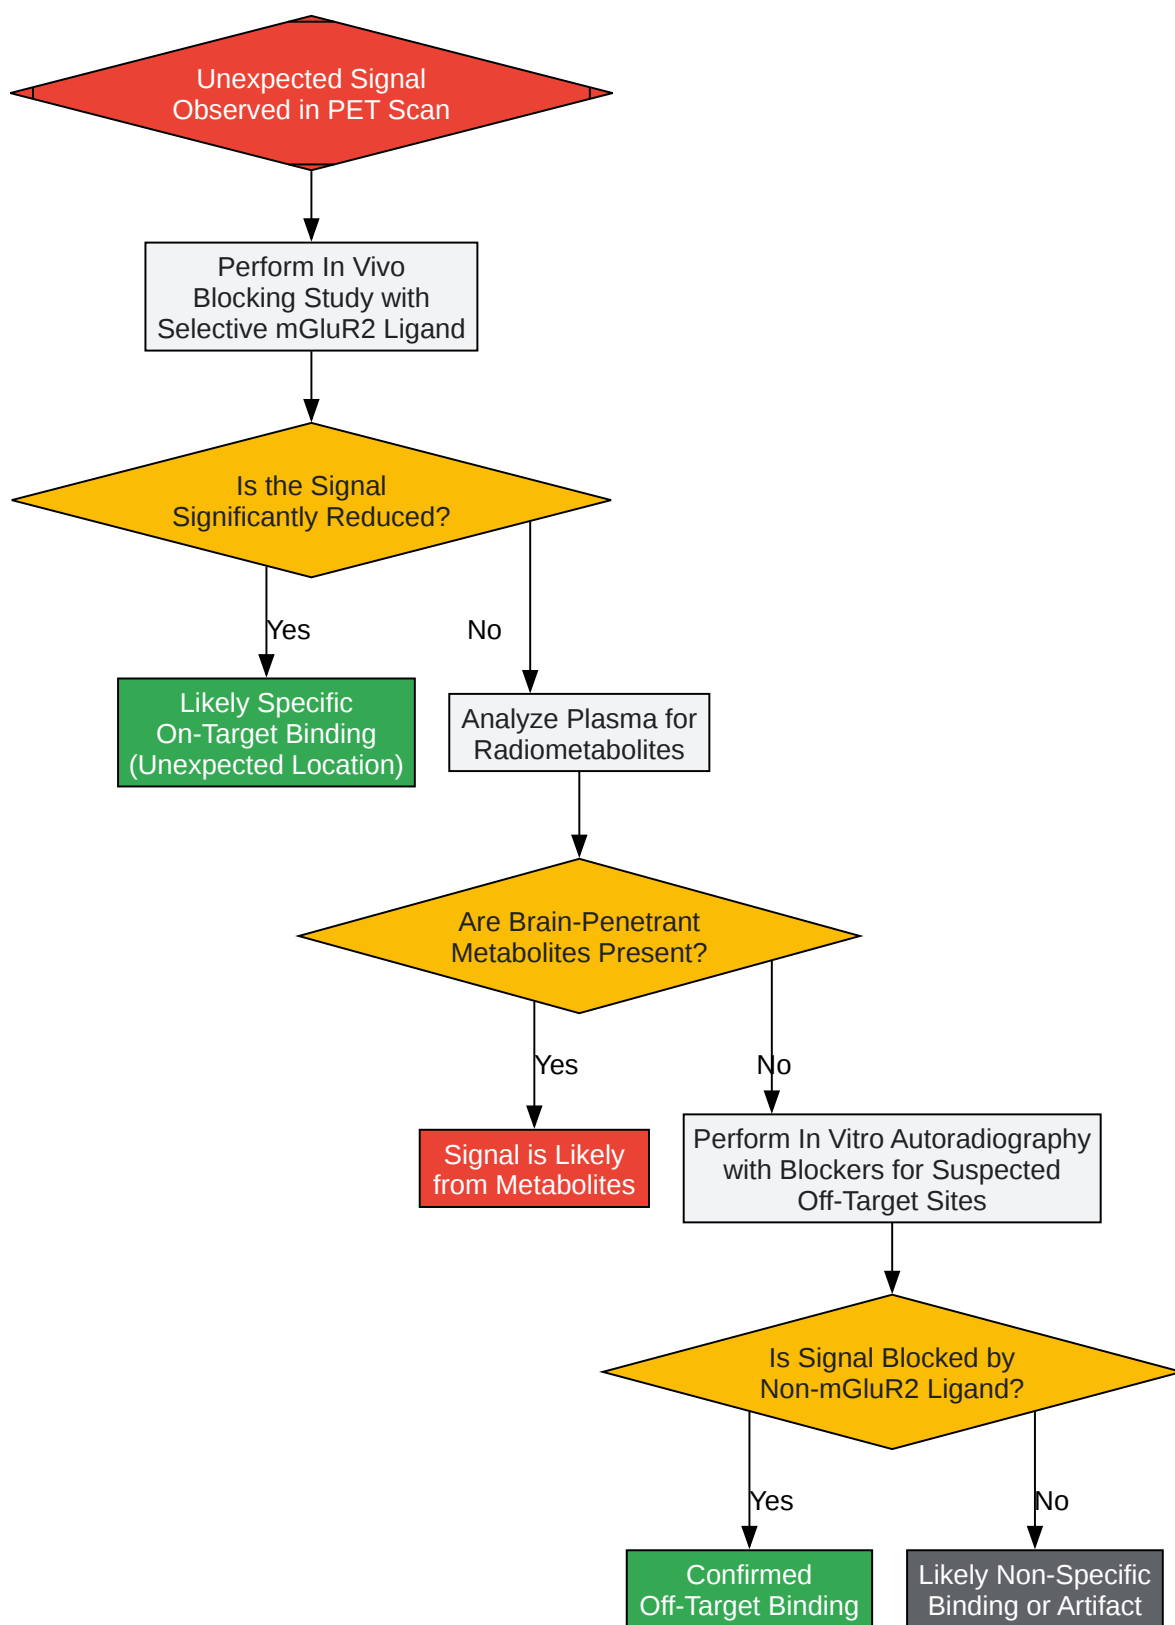 Unexpected Signal
Observed in PET Scan
Perform In Vivo
Blocking Study with
Selective mGluR2 Ligand
Is the Signal
Significantly Reduced?
Yes
No
Likely Specific
On-Target Binding
(Unexpected Location)
Analyze Plasma for
Radiometabolites
Are Brain-Penetrant
Metabolites Present?
Yes
No
Signal is Likely
from Metabolites
Perform In Vitro Autoradiography
with Blockers for Suspected
Off-Target Sites
Is Signal Blocked by
Non-mGluR2 Ligand?
Yes
No
Confirmed
Off-Target Binding
Likely Non-Specific
Binding or Artifact